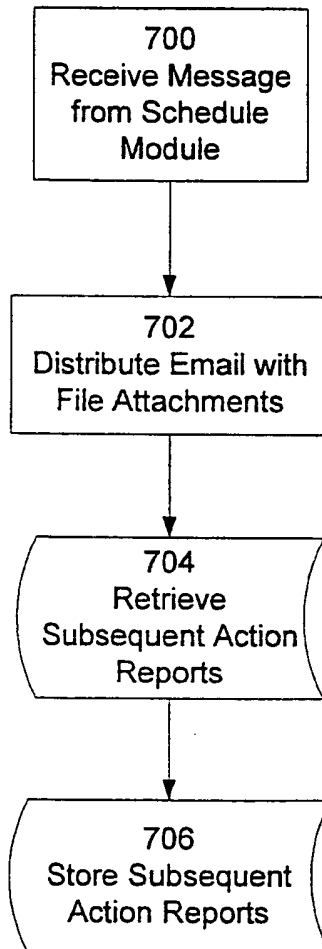 700
Receive Message
from Schedule
Module
702
Distribute Email with
File Attachments
704
Retrieve
Subsequent Action
Reports
706
Store Subsequent
Action Reports